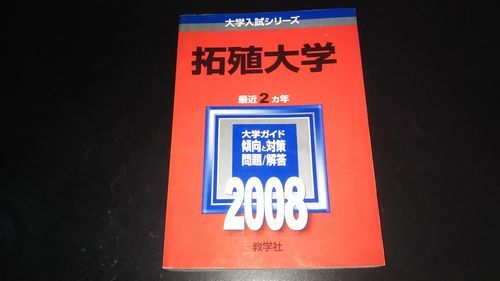 大学入試シリーズ
拓殖大学
最近2ヵ年
大学ガイド
傾向と対策
問題/解答
2008
教学社